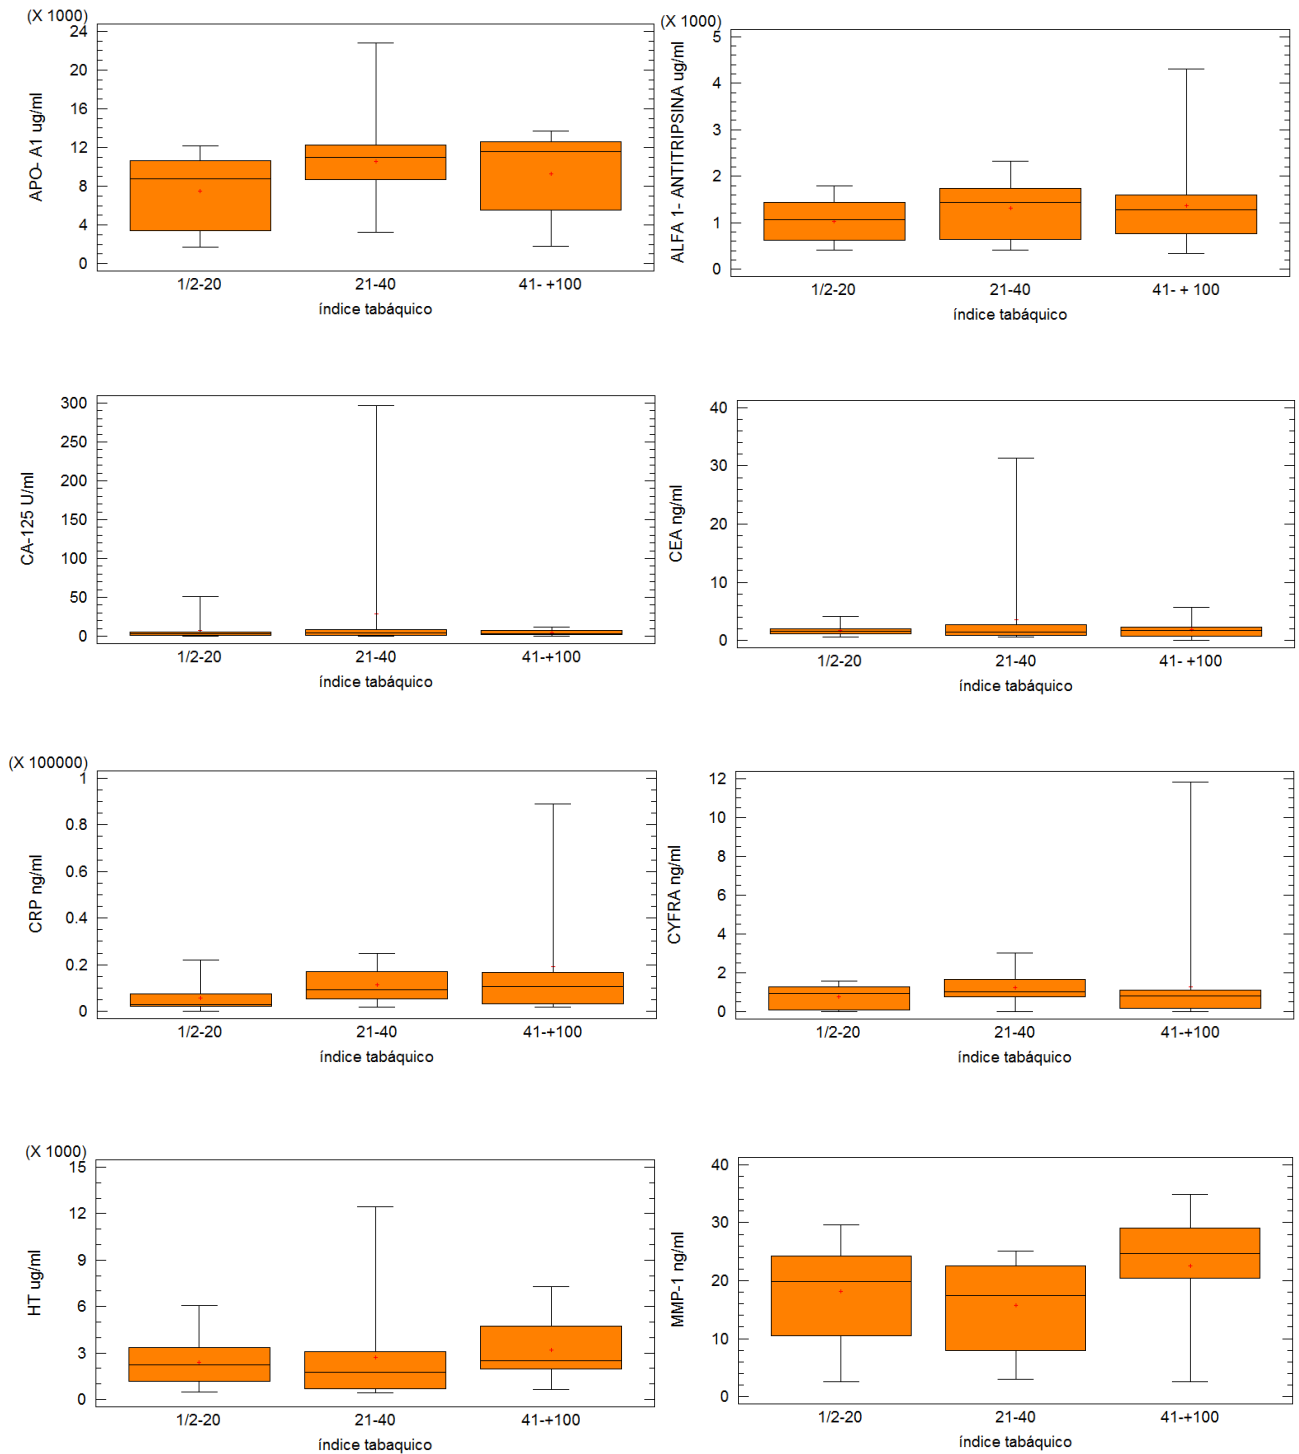 (X 1000)
APO- A1 ug/ml
24
20
16
12
8
4
0
1/2-20 21-40 41- +100
índice tabáquico
(X 1000)
ALFA 1- ANTITRIPSINA ug/ml
5
4
3
2
1
0
1/2-20 21-40 41- + 100
índice tabáquico
CA-125 U/ml
300
250
200
150
100
50
0
1/2-20 21-40 41-+100
índice tabáquico
CEA ng/ml
40
30
20
10
0
1/2-20 21-40 41- +100
índice tabáquico
(X 100000)
CRP ng/ml
1
0.8
0.6
0.4
0.2
0
1/2-20 21-40 41-+100
índice tabáquico
CYFRA ng/ml
12
10
8
6
4
2
0
1/2-20 21-40 41-+100
índice tabáquico
(X 1000)
HT ug/ml
15
12
9
6
3
0
1/2-20 21-40 41-+100
índice tabaquico
MMP-1 ng/ml
40
30
20
10
0
1/2-20 21-40 41-+100
índice tabáquico